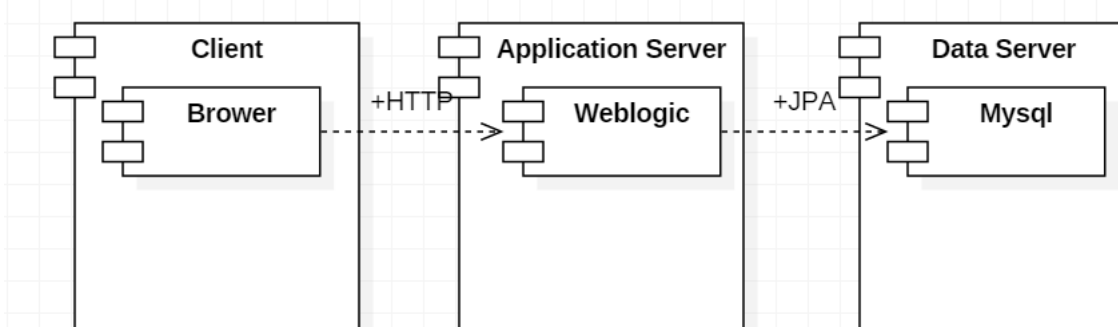 Client
Application Server
Data Server
+HTTP
+JPA
Brower
Weblogic
Mysql